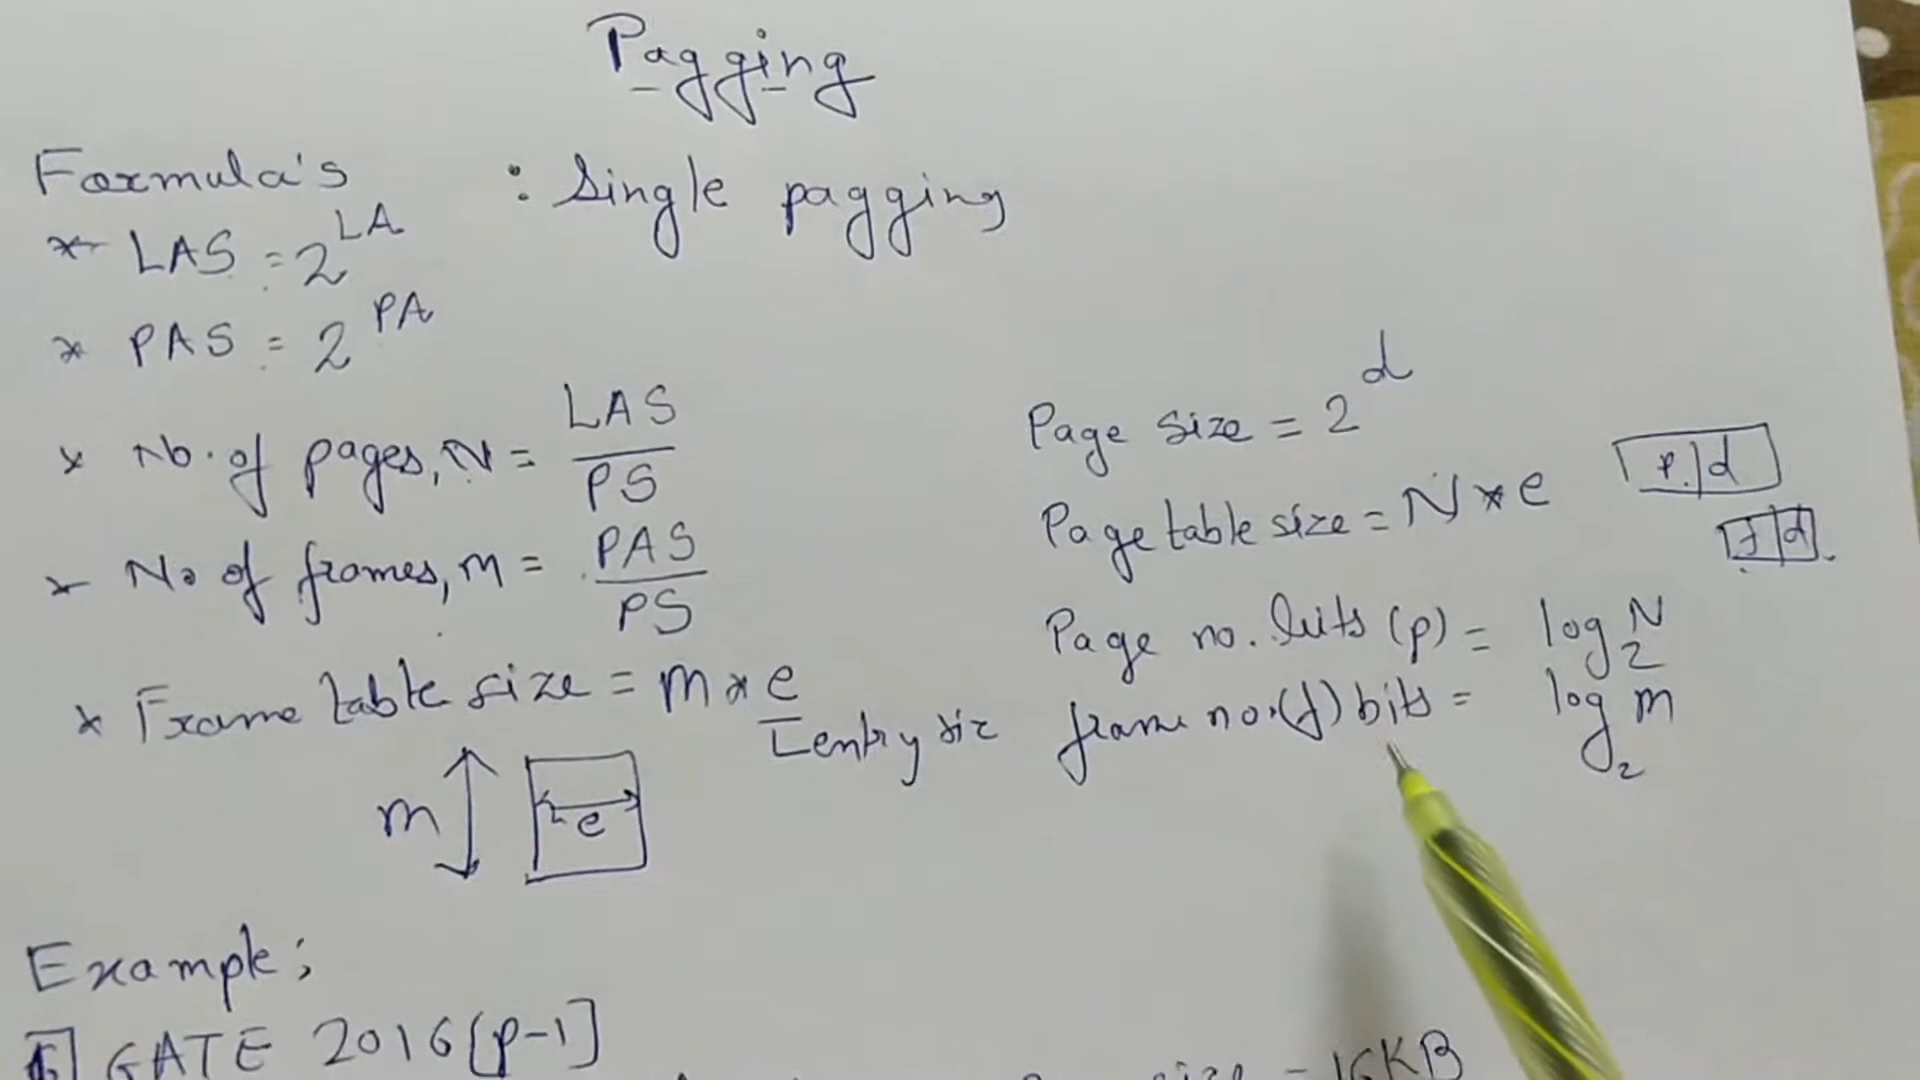 Pagging
Formula's : Single pagging
* LAS = 2^LA
* PAS = 2^PA
* No. of pages, N = LAS / PS
* No of frames, m = PAS / PS
* Frame table size = m * e
entry siz
m
e
Page size = 2^d
Page table size = N * e
P | d
f | d
Page no. bits (p) = log₂ N
frame no. (f) bits = log₂ m
Example;
GATE 2016 [p-1]
size - 16KB